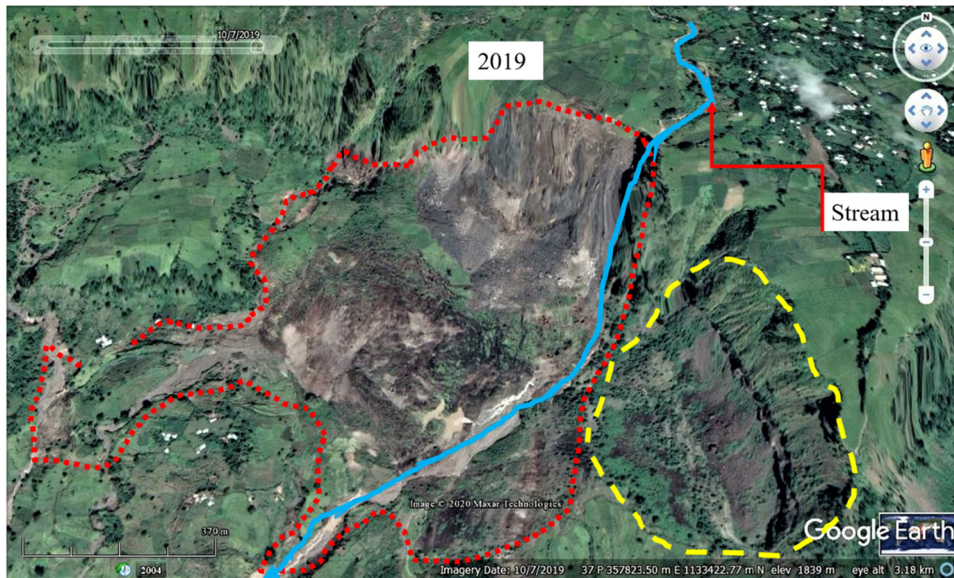 10/7/2019
N
2019
Stream
Image © 2020 Maxar Technologies
370 m
Google Earth
2004
Imagery Date: 10/7/2019 37 P 357823.50 m E 1133422.77 m N elev 1839 m eye alt 3.18 km